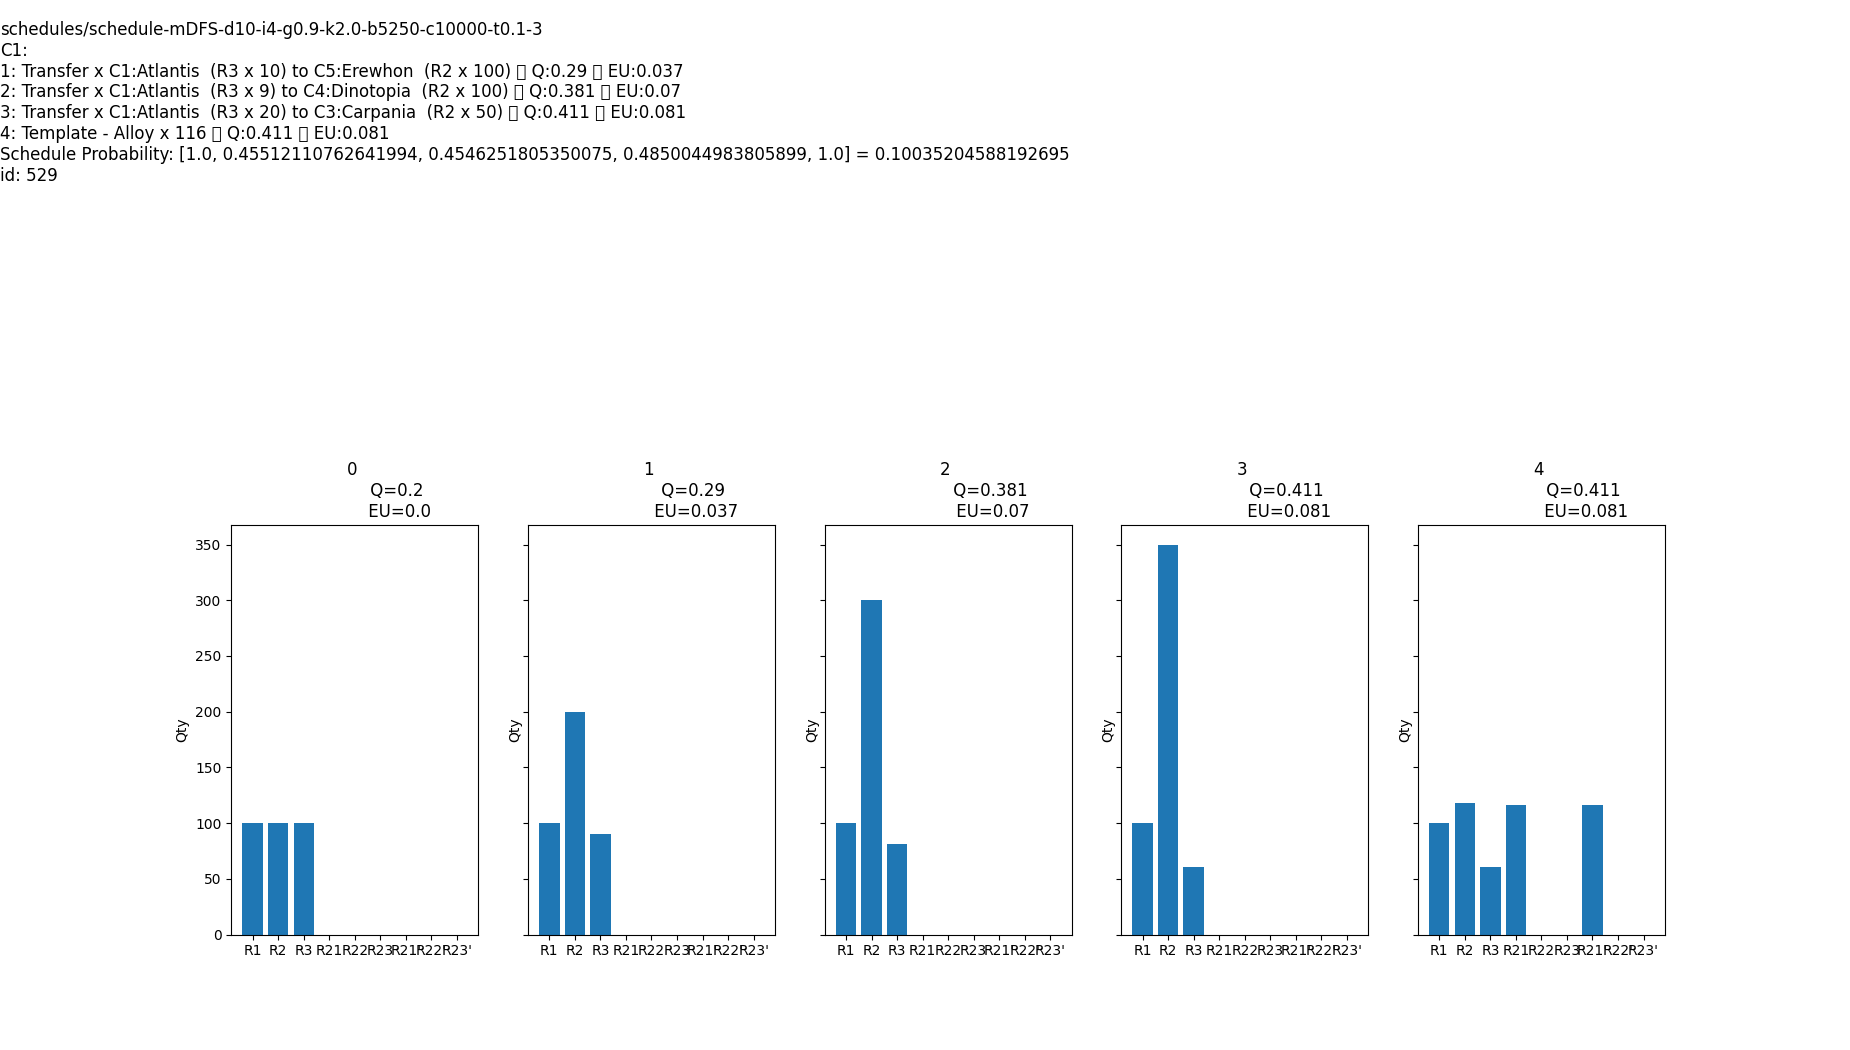 schedules/schedule-mDFS-d10-i4-g0.9-k2.0-b5250-c10000-t0.1-3
C1:
1: Transfer x C1:Atlantis  (R3 x 10) to C5:Erewhon  (R2 x 100) ▯ Q:0.29 ▯ EU:0.037
2: Transfer x C1:Atlantis  (R3 x 9) to C4:Dinotopia  (R2 x 100) ▯ Q:0.381 ▯ EU:0.07
3: Transfer x C1:Atlantis  (R3 x 20) to C3:Carpania  (R2 x 50) ▯ Q:0.411 ▯ EU:0.081
4: Template - Alloy x 116 ▯ Q:0.411 ▯ EU:0.081
Schedule Probability: [1.0, 0.45512110762641994, 0.4546251805350075, 0.4850044983805899, 1.0] = 0.10035204588192695
id: 529
0 1 2 3 4
Q=0.2 Q=0.29 Q=0.381 Q=0.411 Q=0.411
EU=0.0 EU=0.037 EU=0.07 EU=0.081 EU=0.081
350
300
250
200
150
100
50
0
Qty Qty Qty Qty Qty
R1 R2 R3 R21 R22 R23 R21' R22' R23' R1 R2 R3 R21 R22 R23 R21' R22' R23' R1 R2 R3 R21 R22 R23 R21' R22' R23' R1 R2 R3 R21 R22 R23 R21' R22' R23' R1 R2 R3 R21 R22 R23 R21' R22' R23'